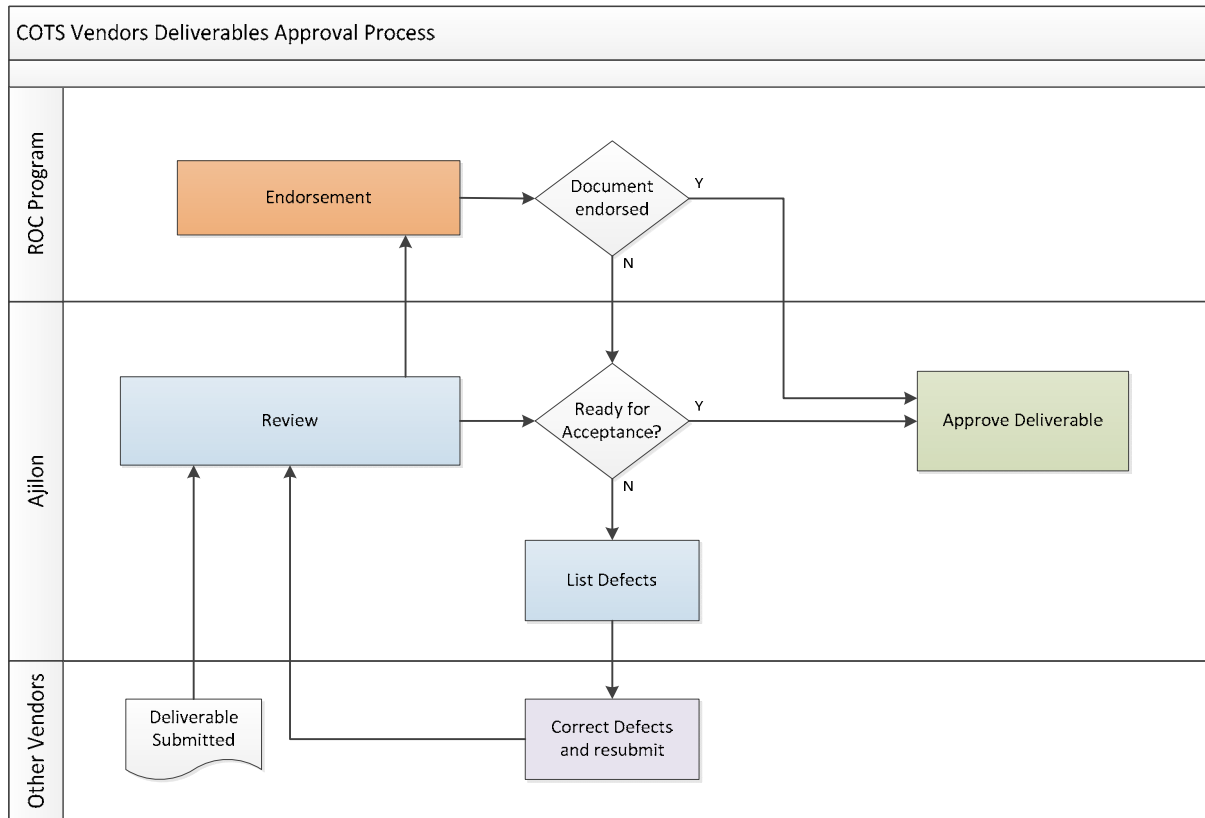 COTS Vendors Deliverables Approval Process
ROC Program
Endorsement
Document
endorsed
Y
N
Ajilon
Review
Ready for
Acceptance?
Y
N
Approve Deliverable
List Defects
Other Vendors
Deliverable
Submitted
Correct Defects
and resubmit